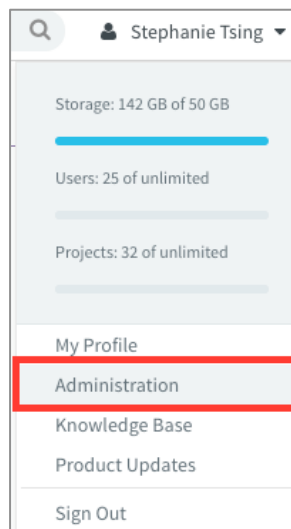 Stephanie Tsing
Storage: 142 GB of 50 GB
Users: 25 of unlimited
Projects: 32 of unlimited
My Profile
Administration
Knowledge Base
Product Updates
Sign Out